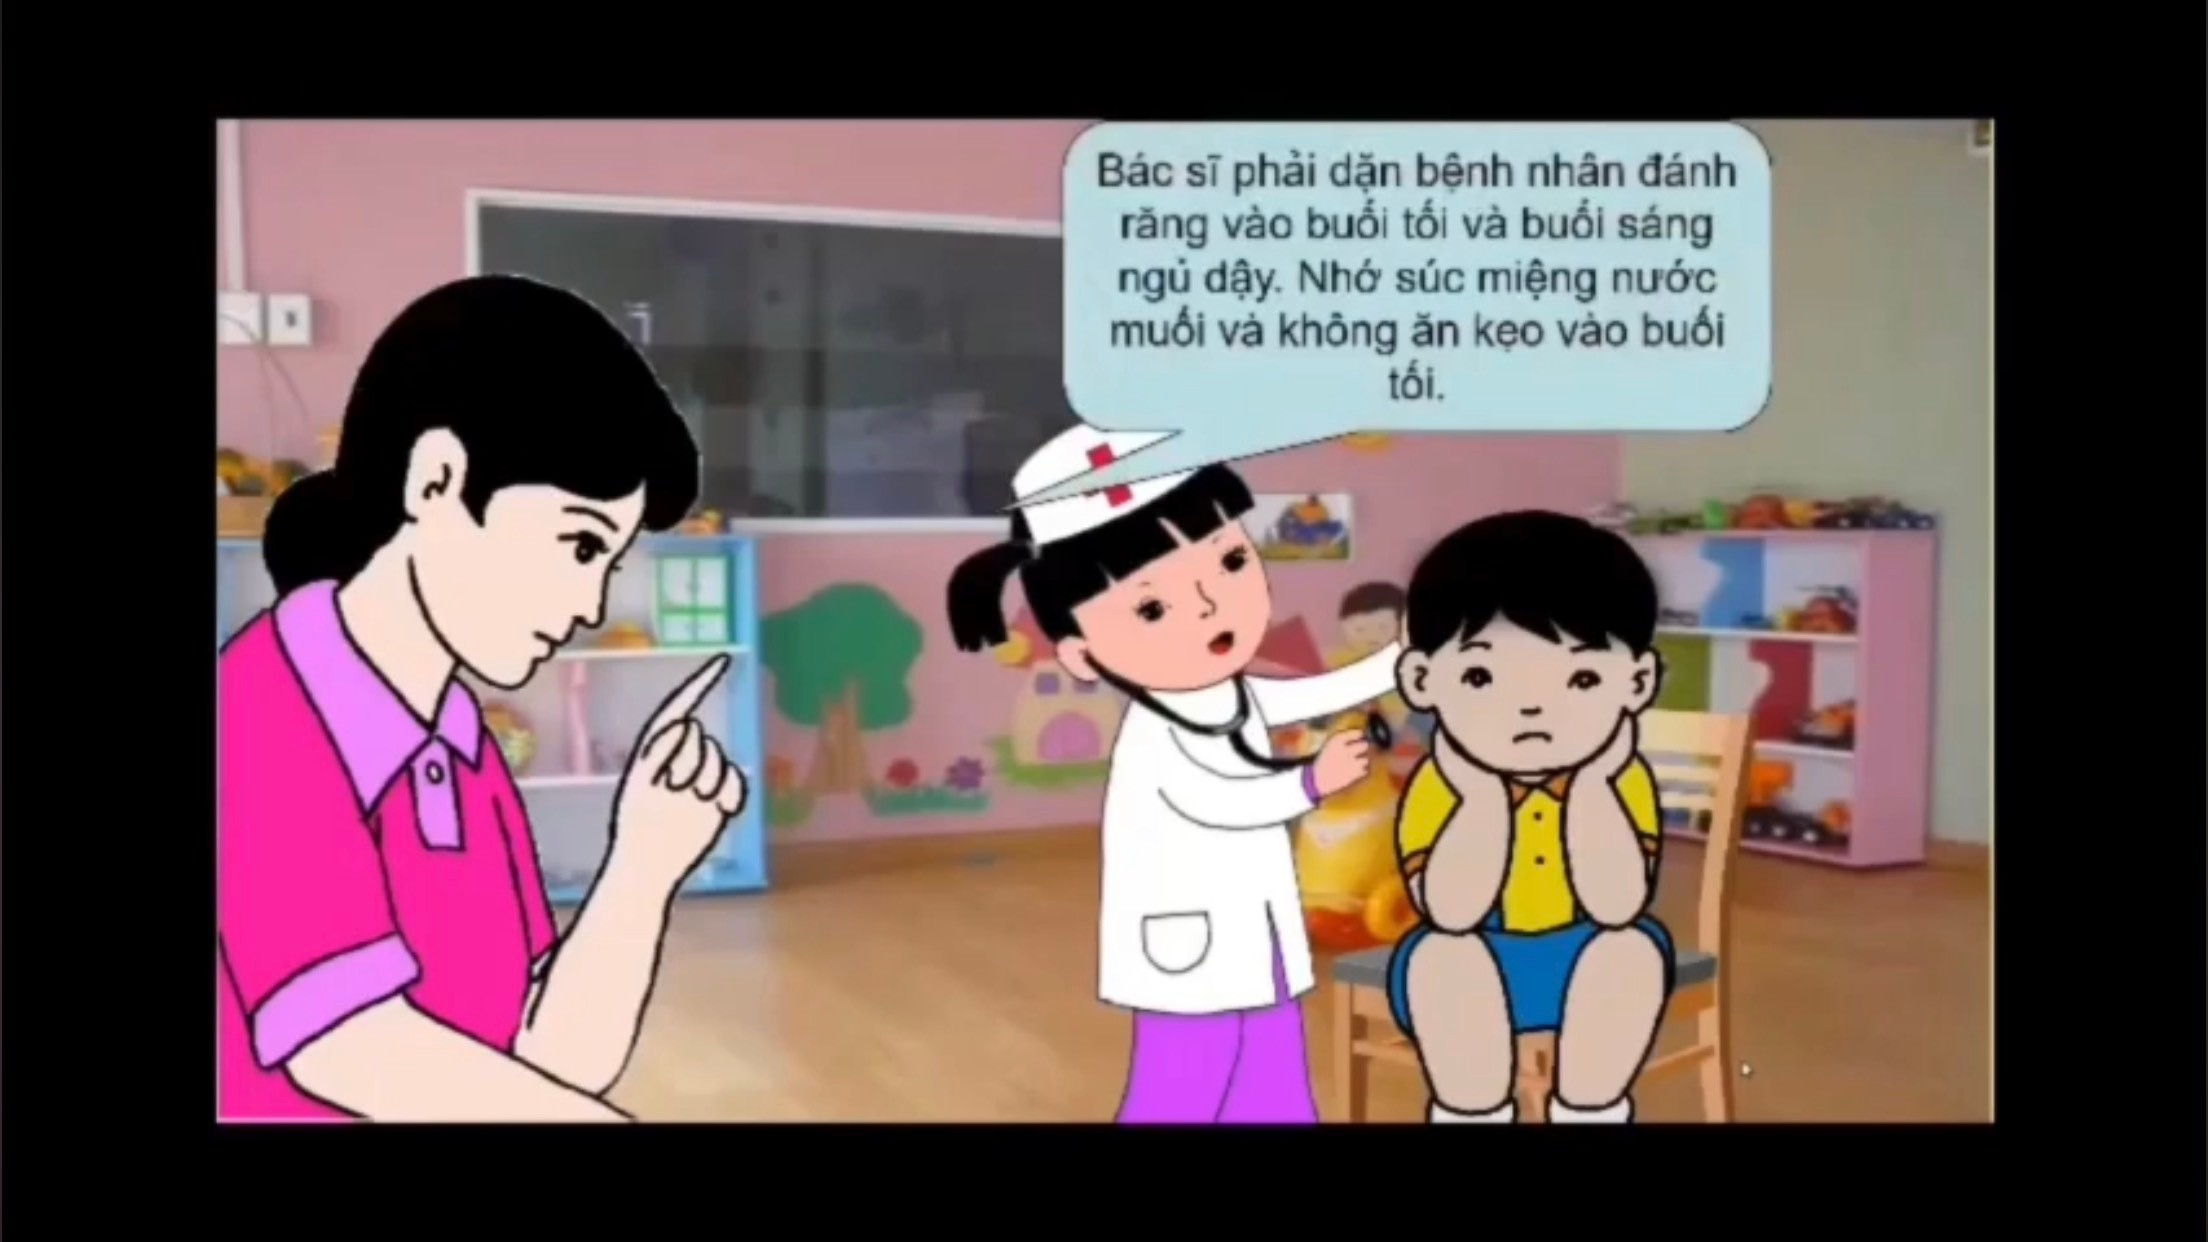 Bác sĩ phải dặn bệnh nhân đánh
răng vào buổi tối và buổi sáng
ngủ dậy. Nhớ súc miệng nước
muối và không ăn kẹo vào buổi
tối.